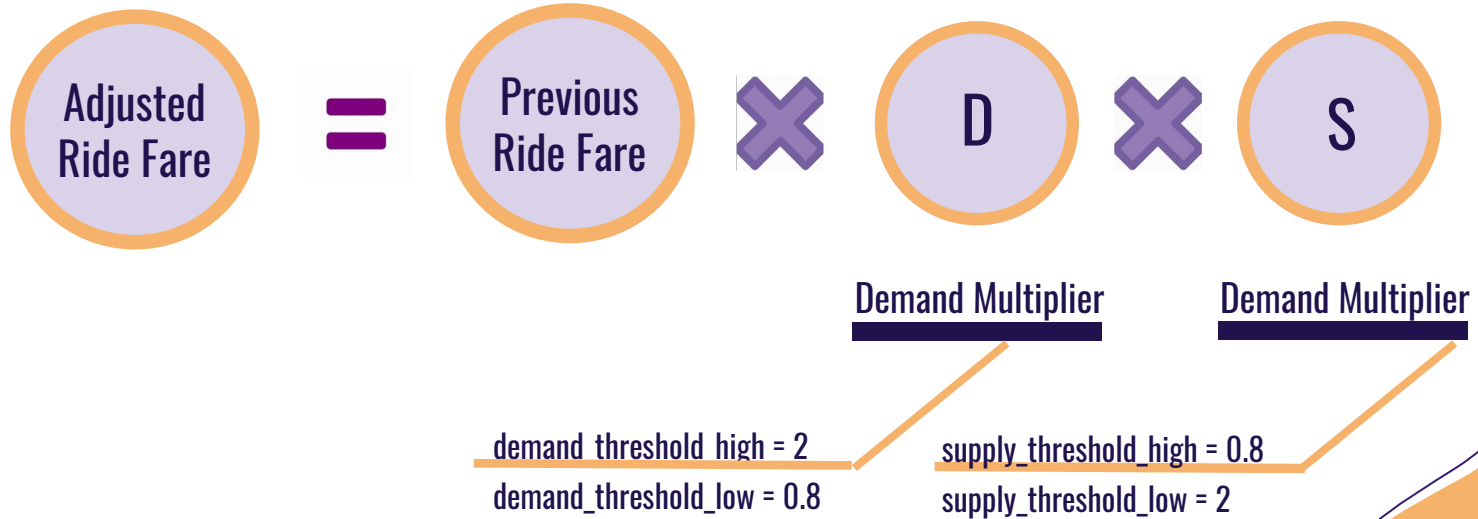 Adjusted
Ride Fare
=
Previous
Ride Fare
D
S
Demand Multiplier
Demand Multiplier
demand_threshold_high = 2
demand_threshold_low = 0.8
supply_threshold_high = 0.8
supply_threshold_low = 2